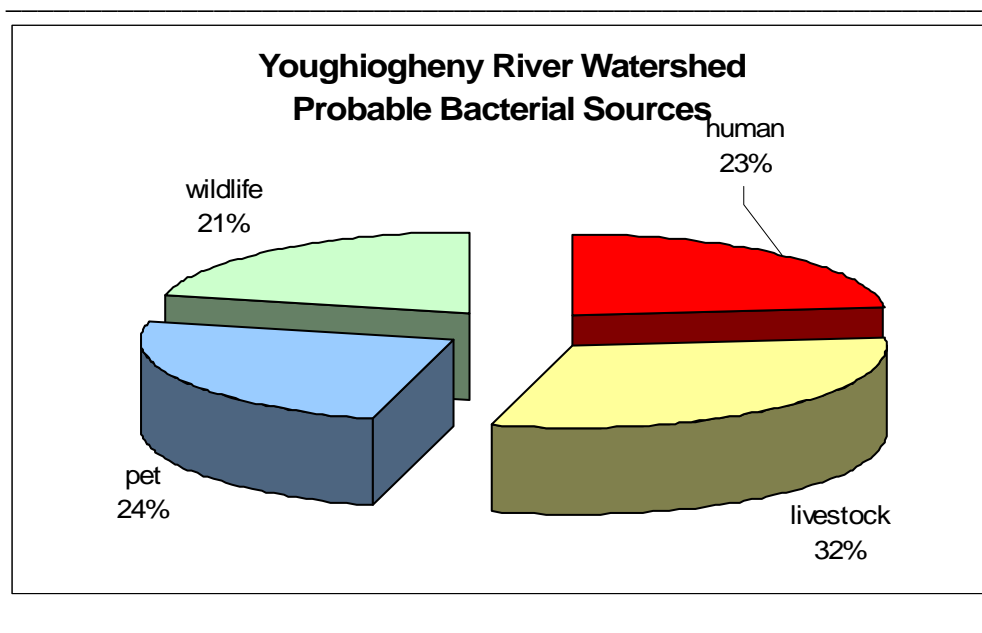 Youghiogheny River Watershed
Probable Bacterial Sources
human
23%
wildlife
21%
pet
24%
livestock
32%